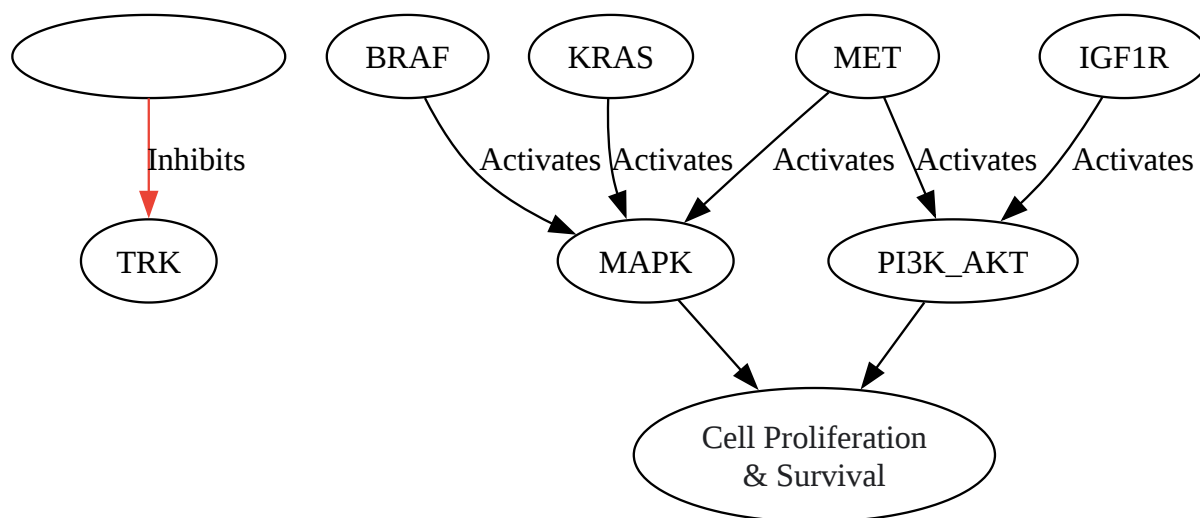 BRAF
KRAS
MET
IGF1R
Inhibits
Activates
Activates
Activates
Activates
Activates
TRK
MAPK
PI3K_AKT
Cell Proliferation
& Survival